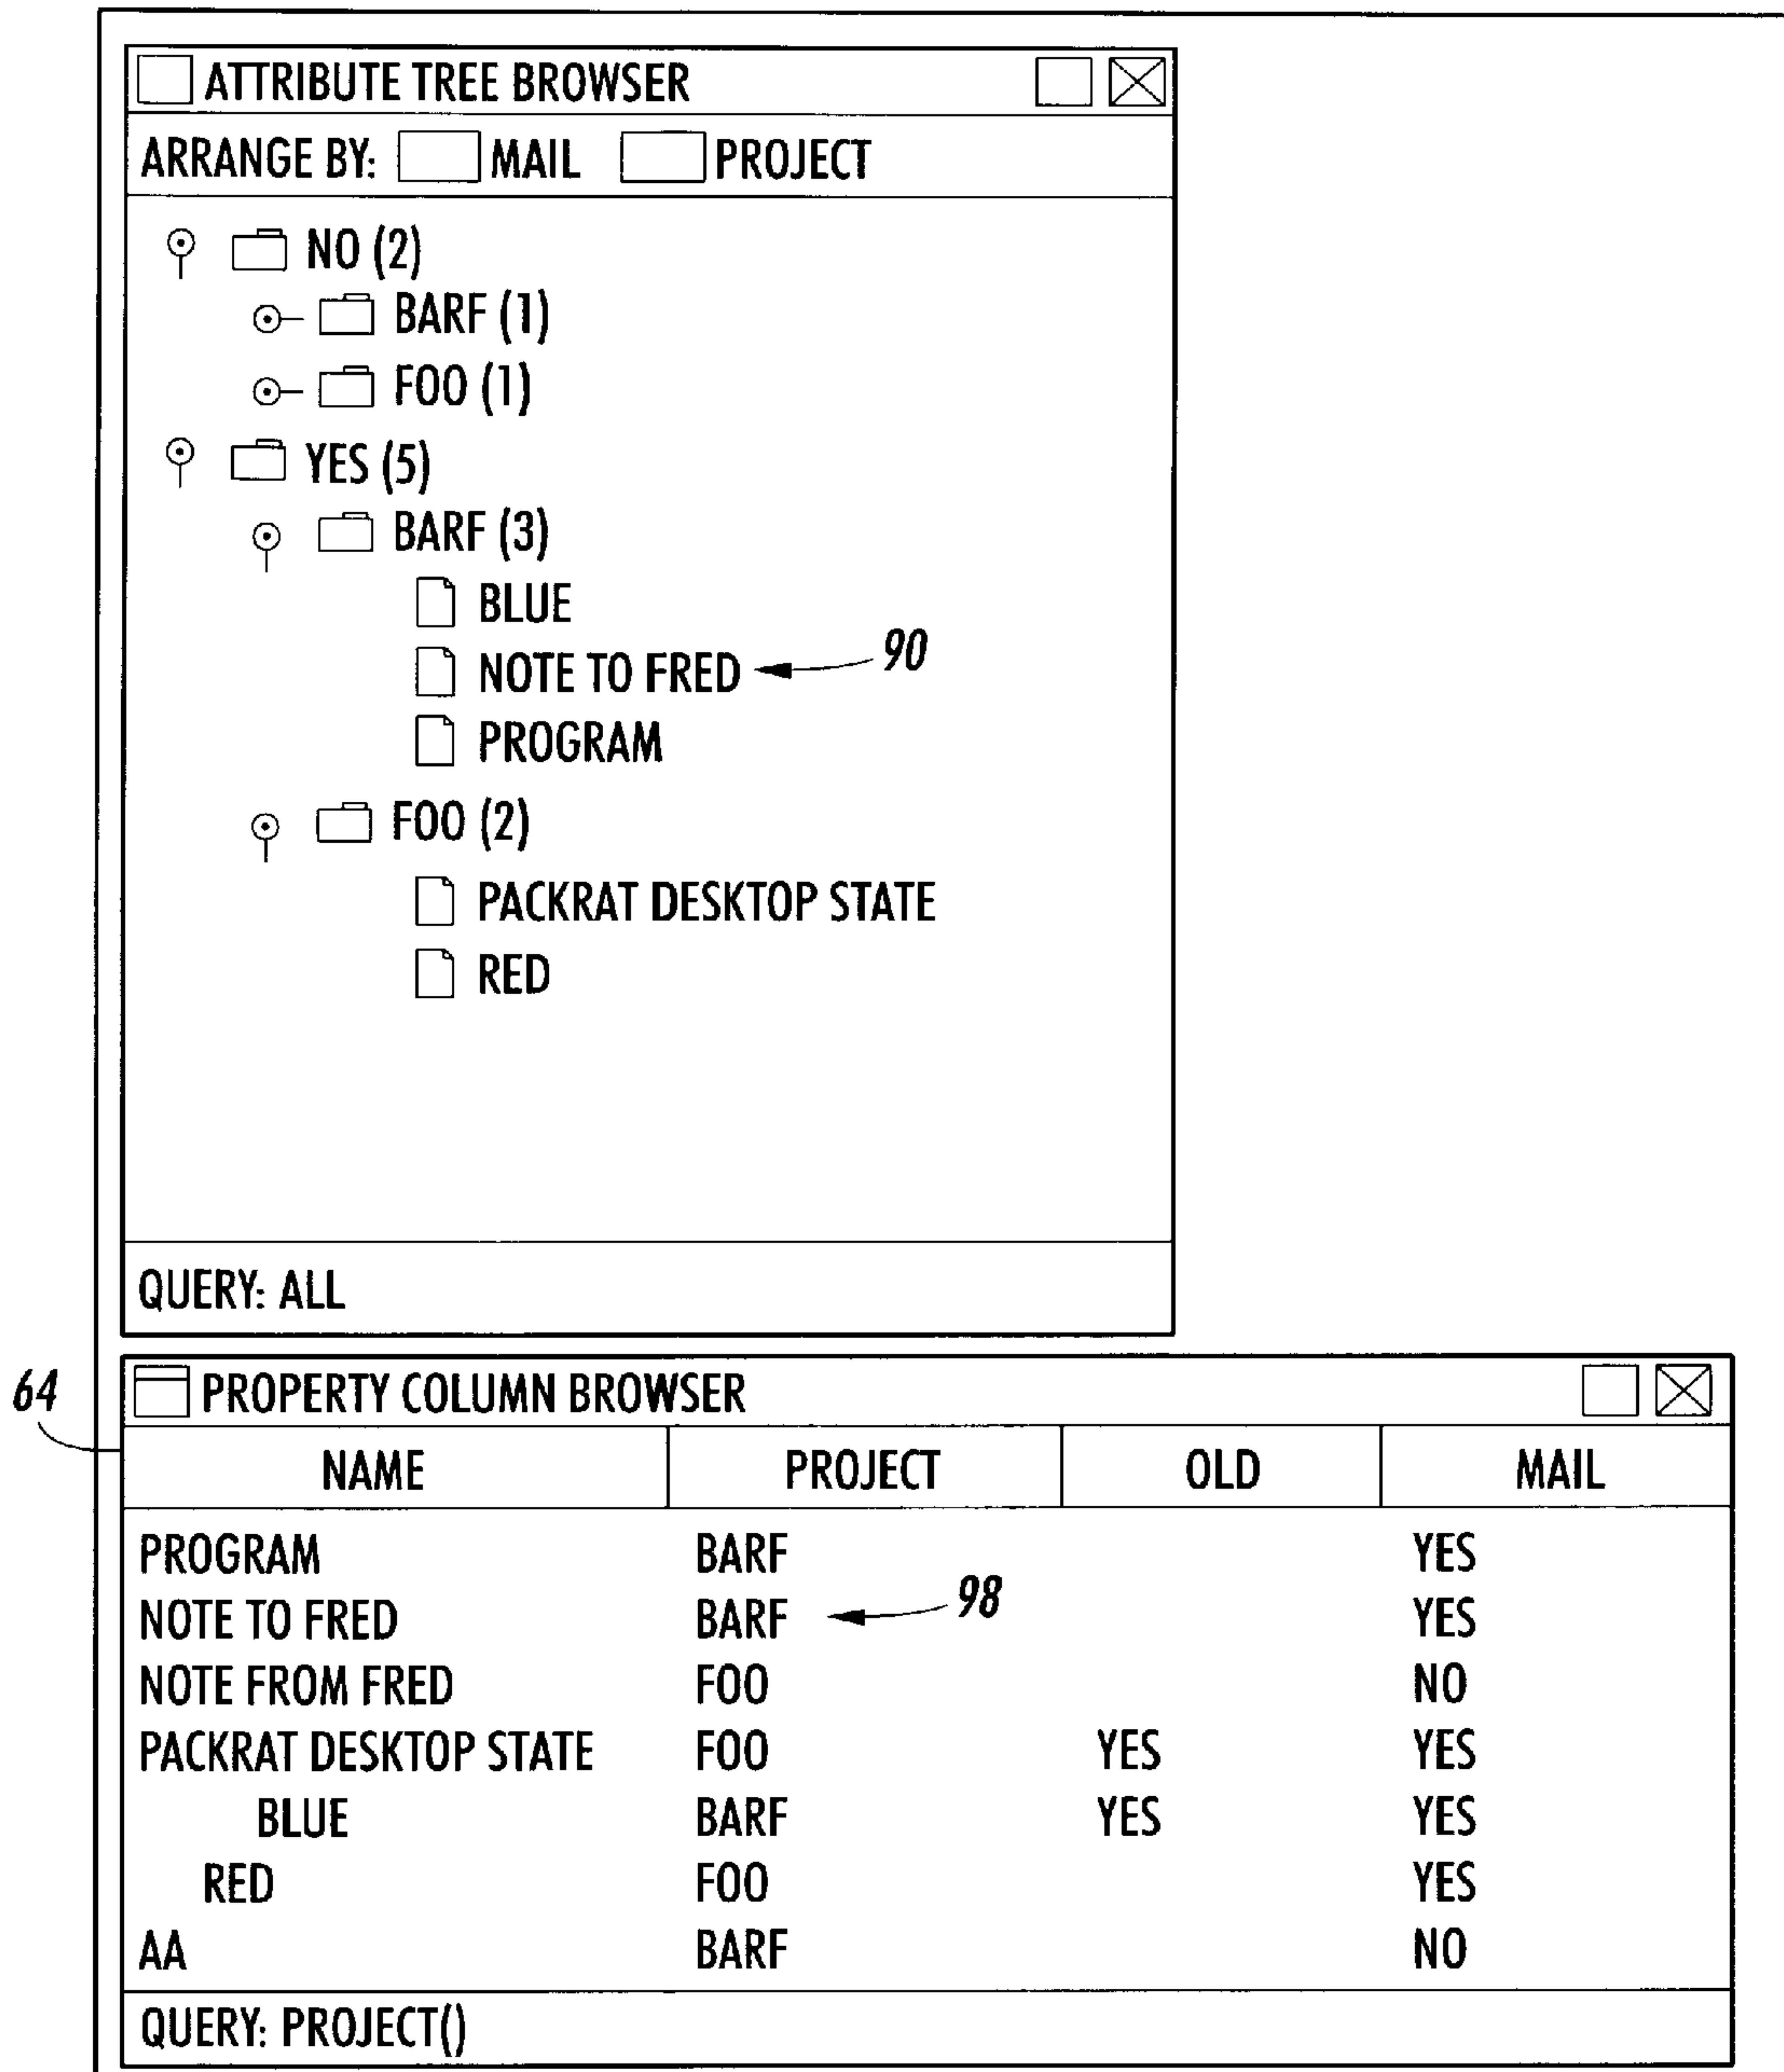 ATTRIBUTE TREE BROWSER
ARRANGE BY: MAIL PROJECT
NO (2)
BARF (1)
FOO (1)
YES (5)
BARF (3)
BLUE
NOTE TO FRED 90
PROGRAM
FOO (2)
PACKRAT DESKTOP STATE
RED
QUERY: ALL
64
PROPERTY COLUMN BROWSER
NAME PROJECT OLD MAIL
PROGRAM BARF YES
NOTE TO FRED BARF 98 YES
NOTE FROM FRED FOO NO
PACKRAT DESKTOP STATE FOO YES YES
BLUE BARF YES YES
RED FOO YES
AA BARF NO
QUERY: PROJECT()